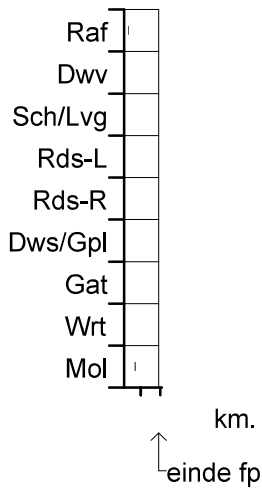 Raf
Dwv
Sch/Lvg
Rds-L
Rds-R
Dws/Gpl
Gat
Wrt
Mol
km.
einde fp